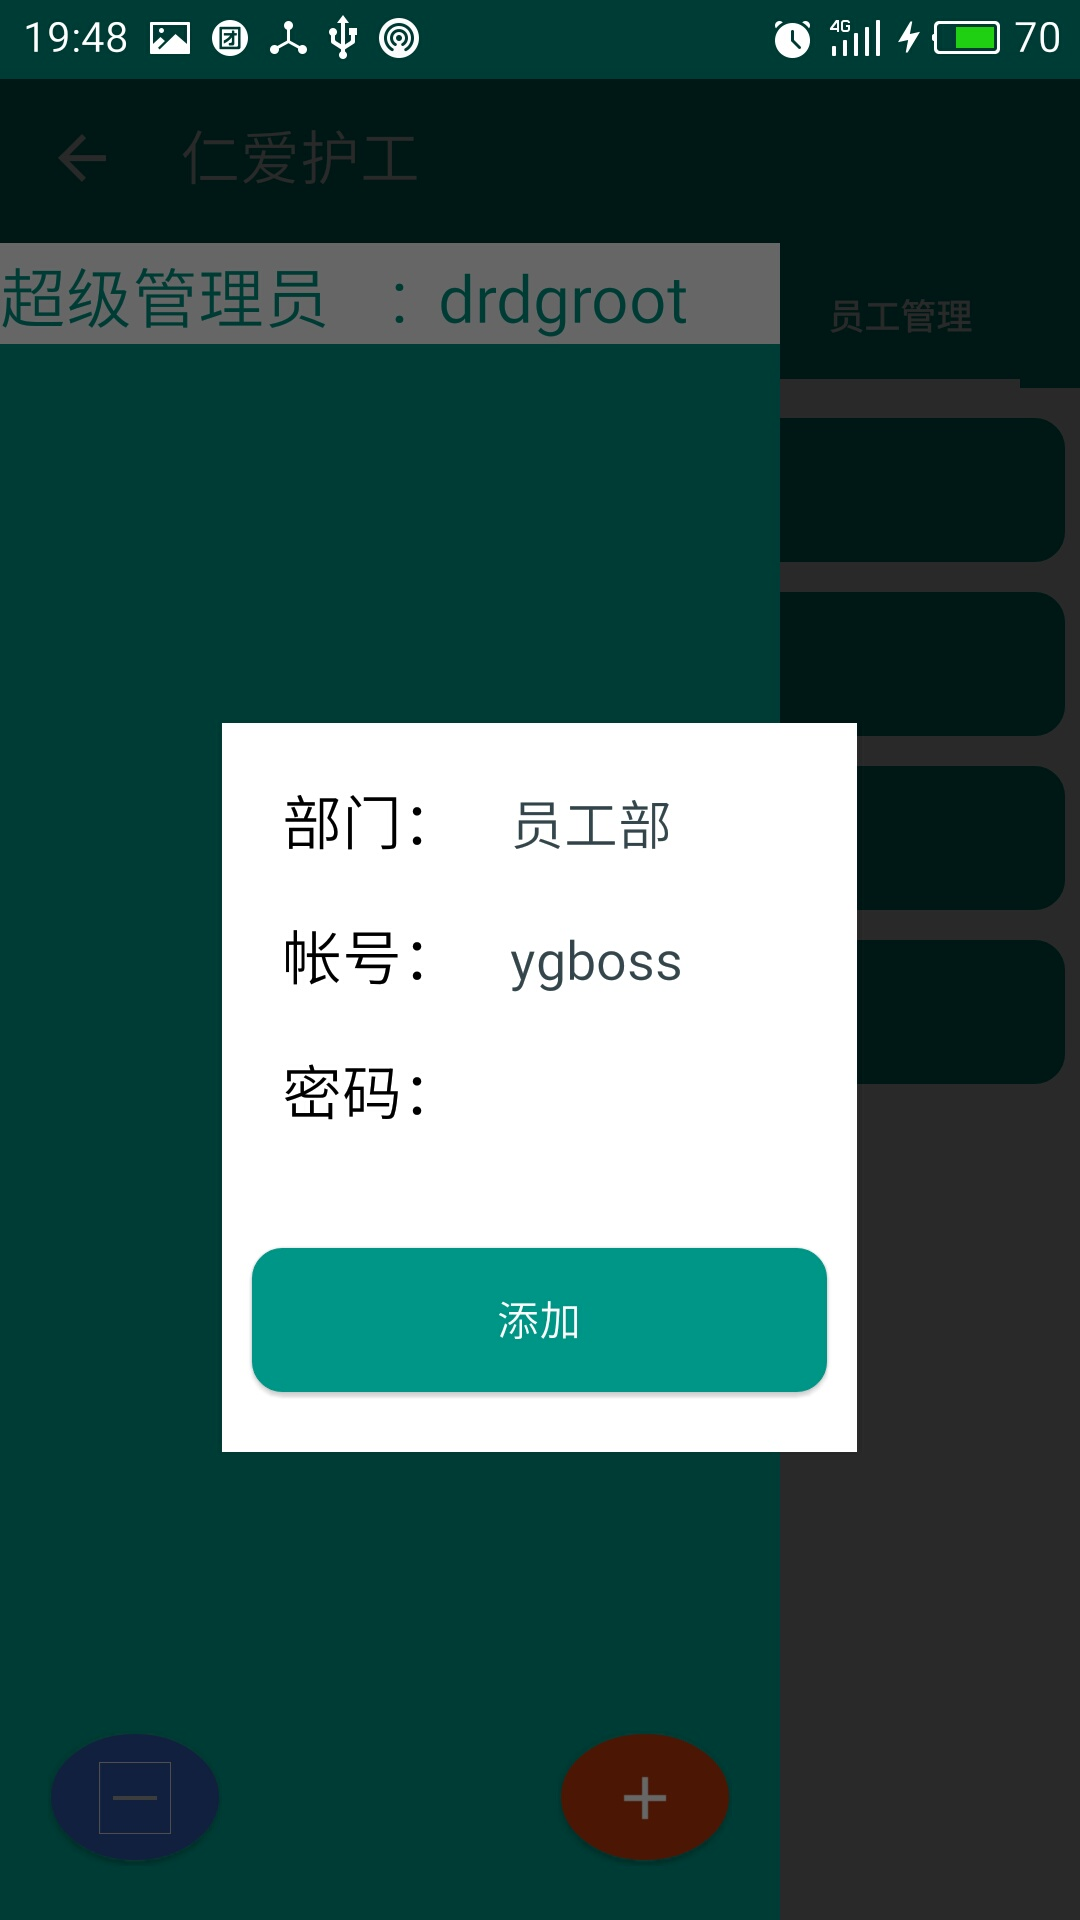 19:48 4G 70
仁爱护工
超级管理员 ：drdgroot
员工管理
部门： 员工部
帐号： ygboss
密码：
添加